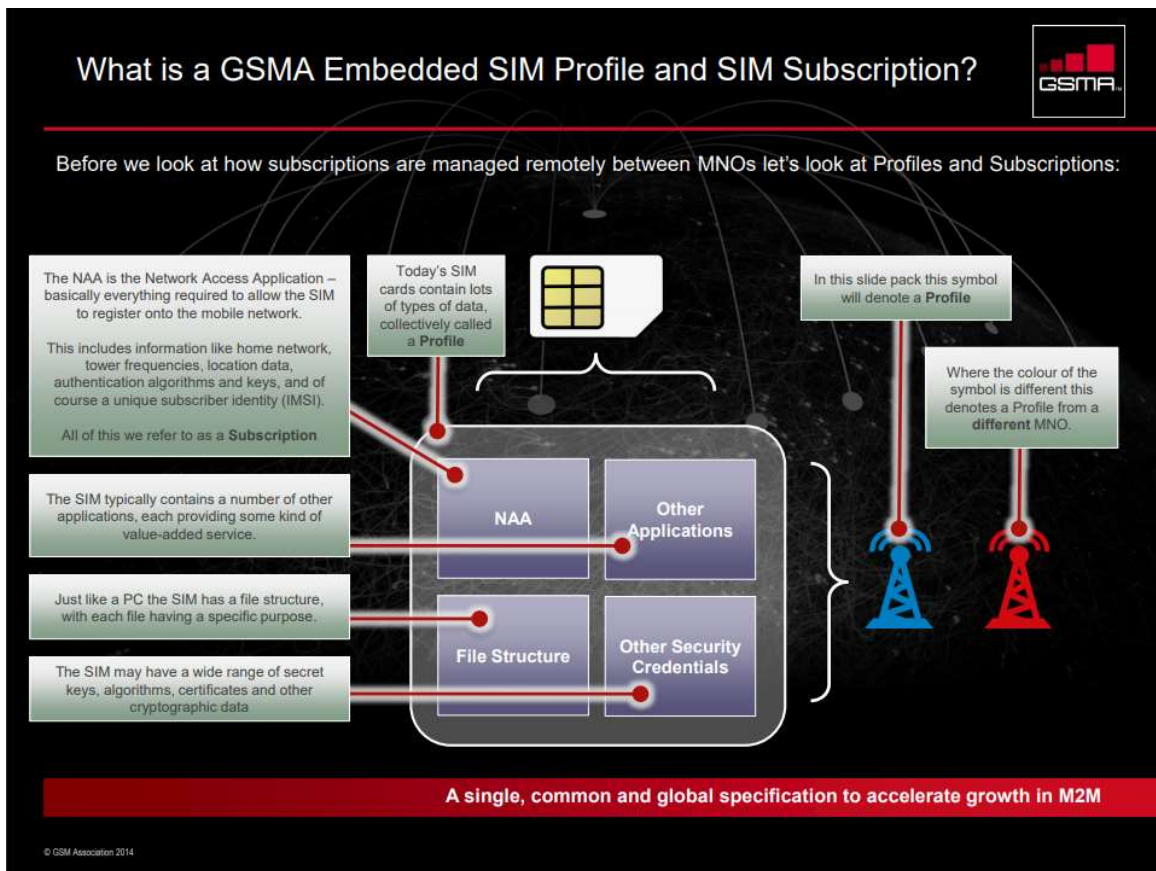 What is a GSMA Embedded SIM Profile and SIM Subscription?
GSMA™
Before we look at how subscriptions are managed remotely between MNOs let's look at Profiles and Subscriptions:
The NAA is the Network Access Application –
basically everything required to allow the SIM
to register onto the mobile network.
This includes information like home network,
tower frequencies, location data,
authentication algorithms and keys, and of
course a unique subscriber identity (IMSI).
All of this we refer to as a Subscription
Today's SIM
cards contain lots
of types of data,
collectively called
a Profile
In this slide pack this symbol
will denote a Profile
Where the colour of the
symbol is different this
denotes a Profile from a
different MNO.
The SIM typically contains a number of other
applications, each providing some kind of
value-added service.
Just like a PC the SIM has a file structure,
with each file having a specific purpose.
The SIM may have a wide range of secret
keys, algorithms, certificates and other
cryptographic data
NAA
Other
Applications
File Structure
Other Security
Credentials
A single, common and global specification to accelerate growth in M2M
© GSM Association 2014